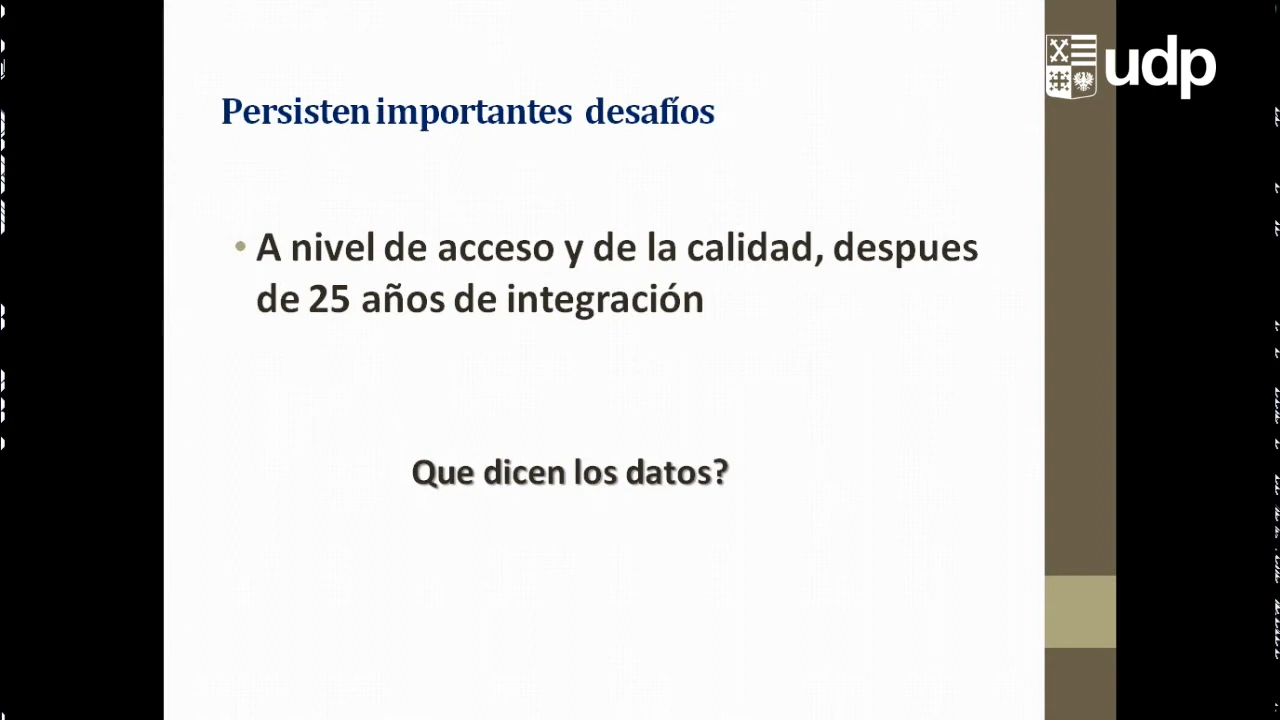 udp
Persisten importantes desafíos
• A nivel de acceso y de la calidad, despues
de 25 años de integración
Que dicen los datos?